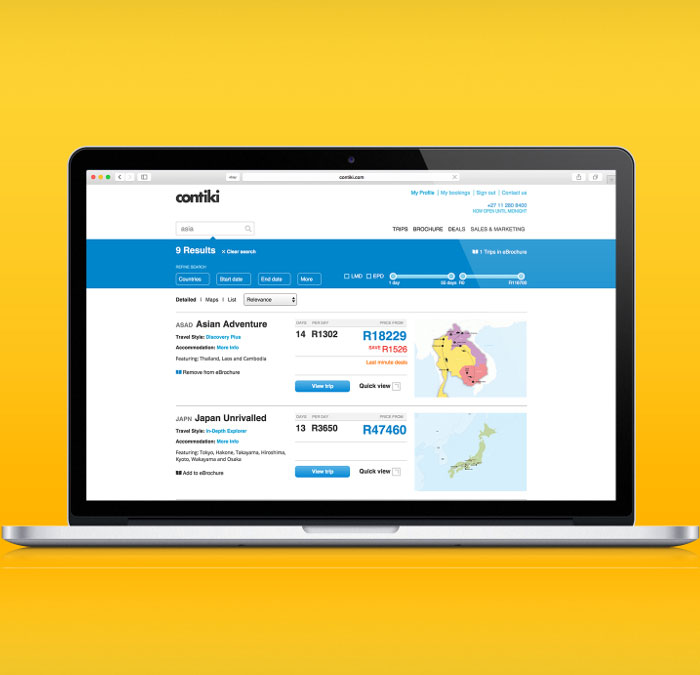 contiki.com
contiki
My Profile | My bookings | Sign out | Contact us
+27 11 280 8400
NOW OPEN UNTIL MIDNIGHT
asia
TRIPS BROCHURE DEALS SALES & MARKETING
9 Results × Clear search
1 Trips in eBrochure
REFINE SEARCH
Countries Start date End date More LMD EPD
1 day 55 days R0
Detailed | Maps | List Relevance
ASAD Asian Adventure
Travel Style: Discovery Plus
Accommodation: More Info
Featuring: Thailand, Laos and Cambodia
Remove from eBrochure
DAYS PER DAY PRICE FROM
14 R1302 R18229
SAVE R1526
Last minute deals
View trip Quick view
JAPN Japan Unrivalled
Travel Style: In-Depth Explorer
Accommodation: More Info
Featuring: Tokyo, Hakone, Takayama, Hiroshima,
Kyoto, Wakayama and Osaka
Add to eBrochure
DAYS PER DAY PRICE FROM
13 R3650 R47460
View trip Quick view